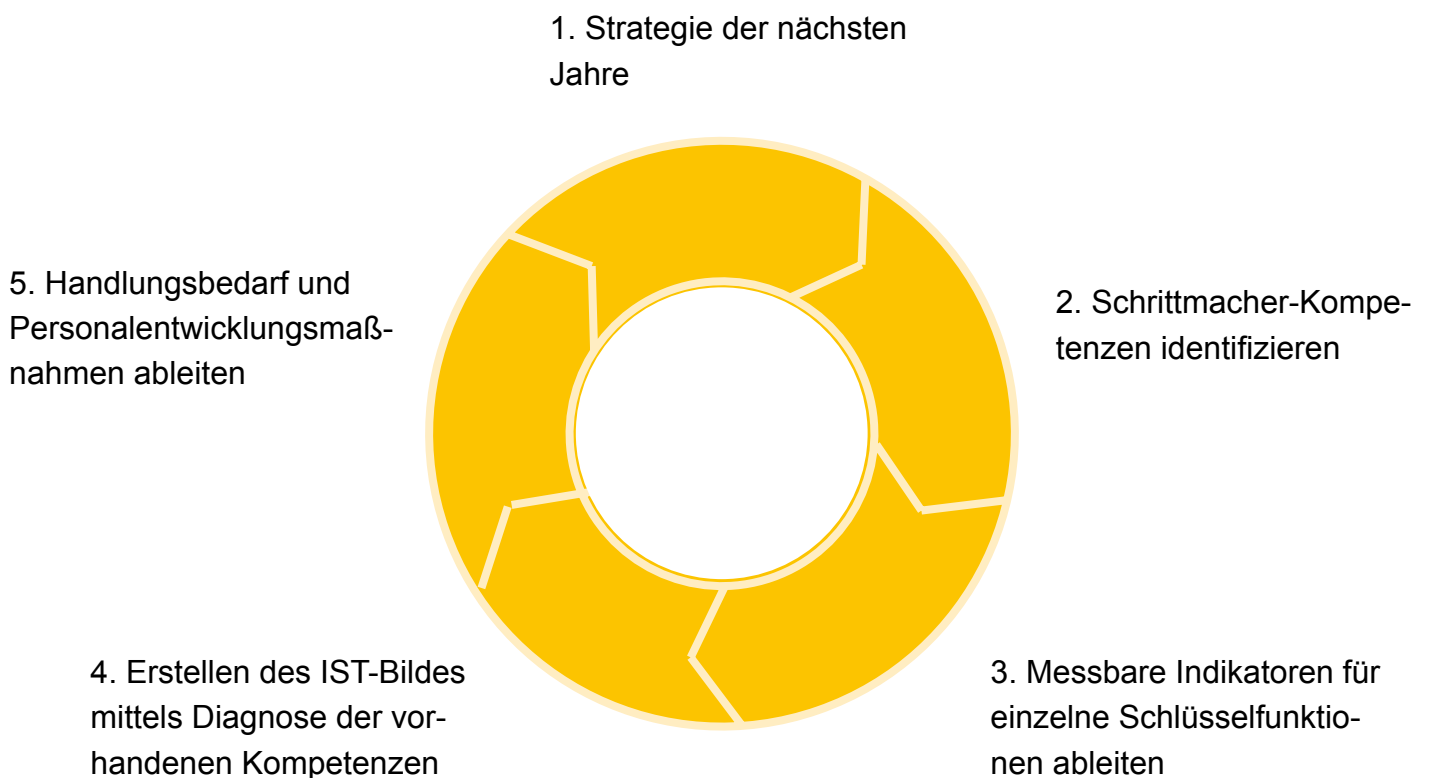 1. Strategie der nächsten
Jahre
2. Schrittmacher-Kompe-
tenzen identifizieren
3. Messbare Indikatoren für
einzelne Schlüsselfunktio-
nen ableiten
4. Erstellen des IST-Bildes
mittels Diagnose der vor-
handenen Kompetenzen
5. Handlungsbedarf und
Personalentwicklungsmaß-
nahmen ableiten